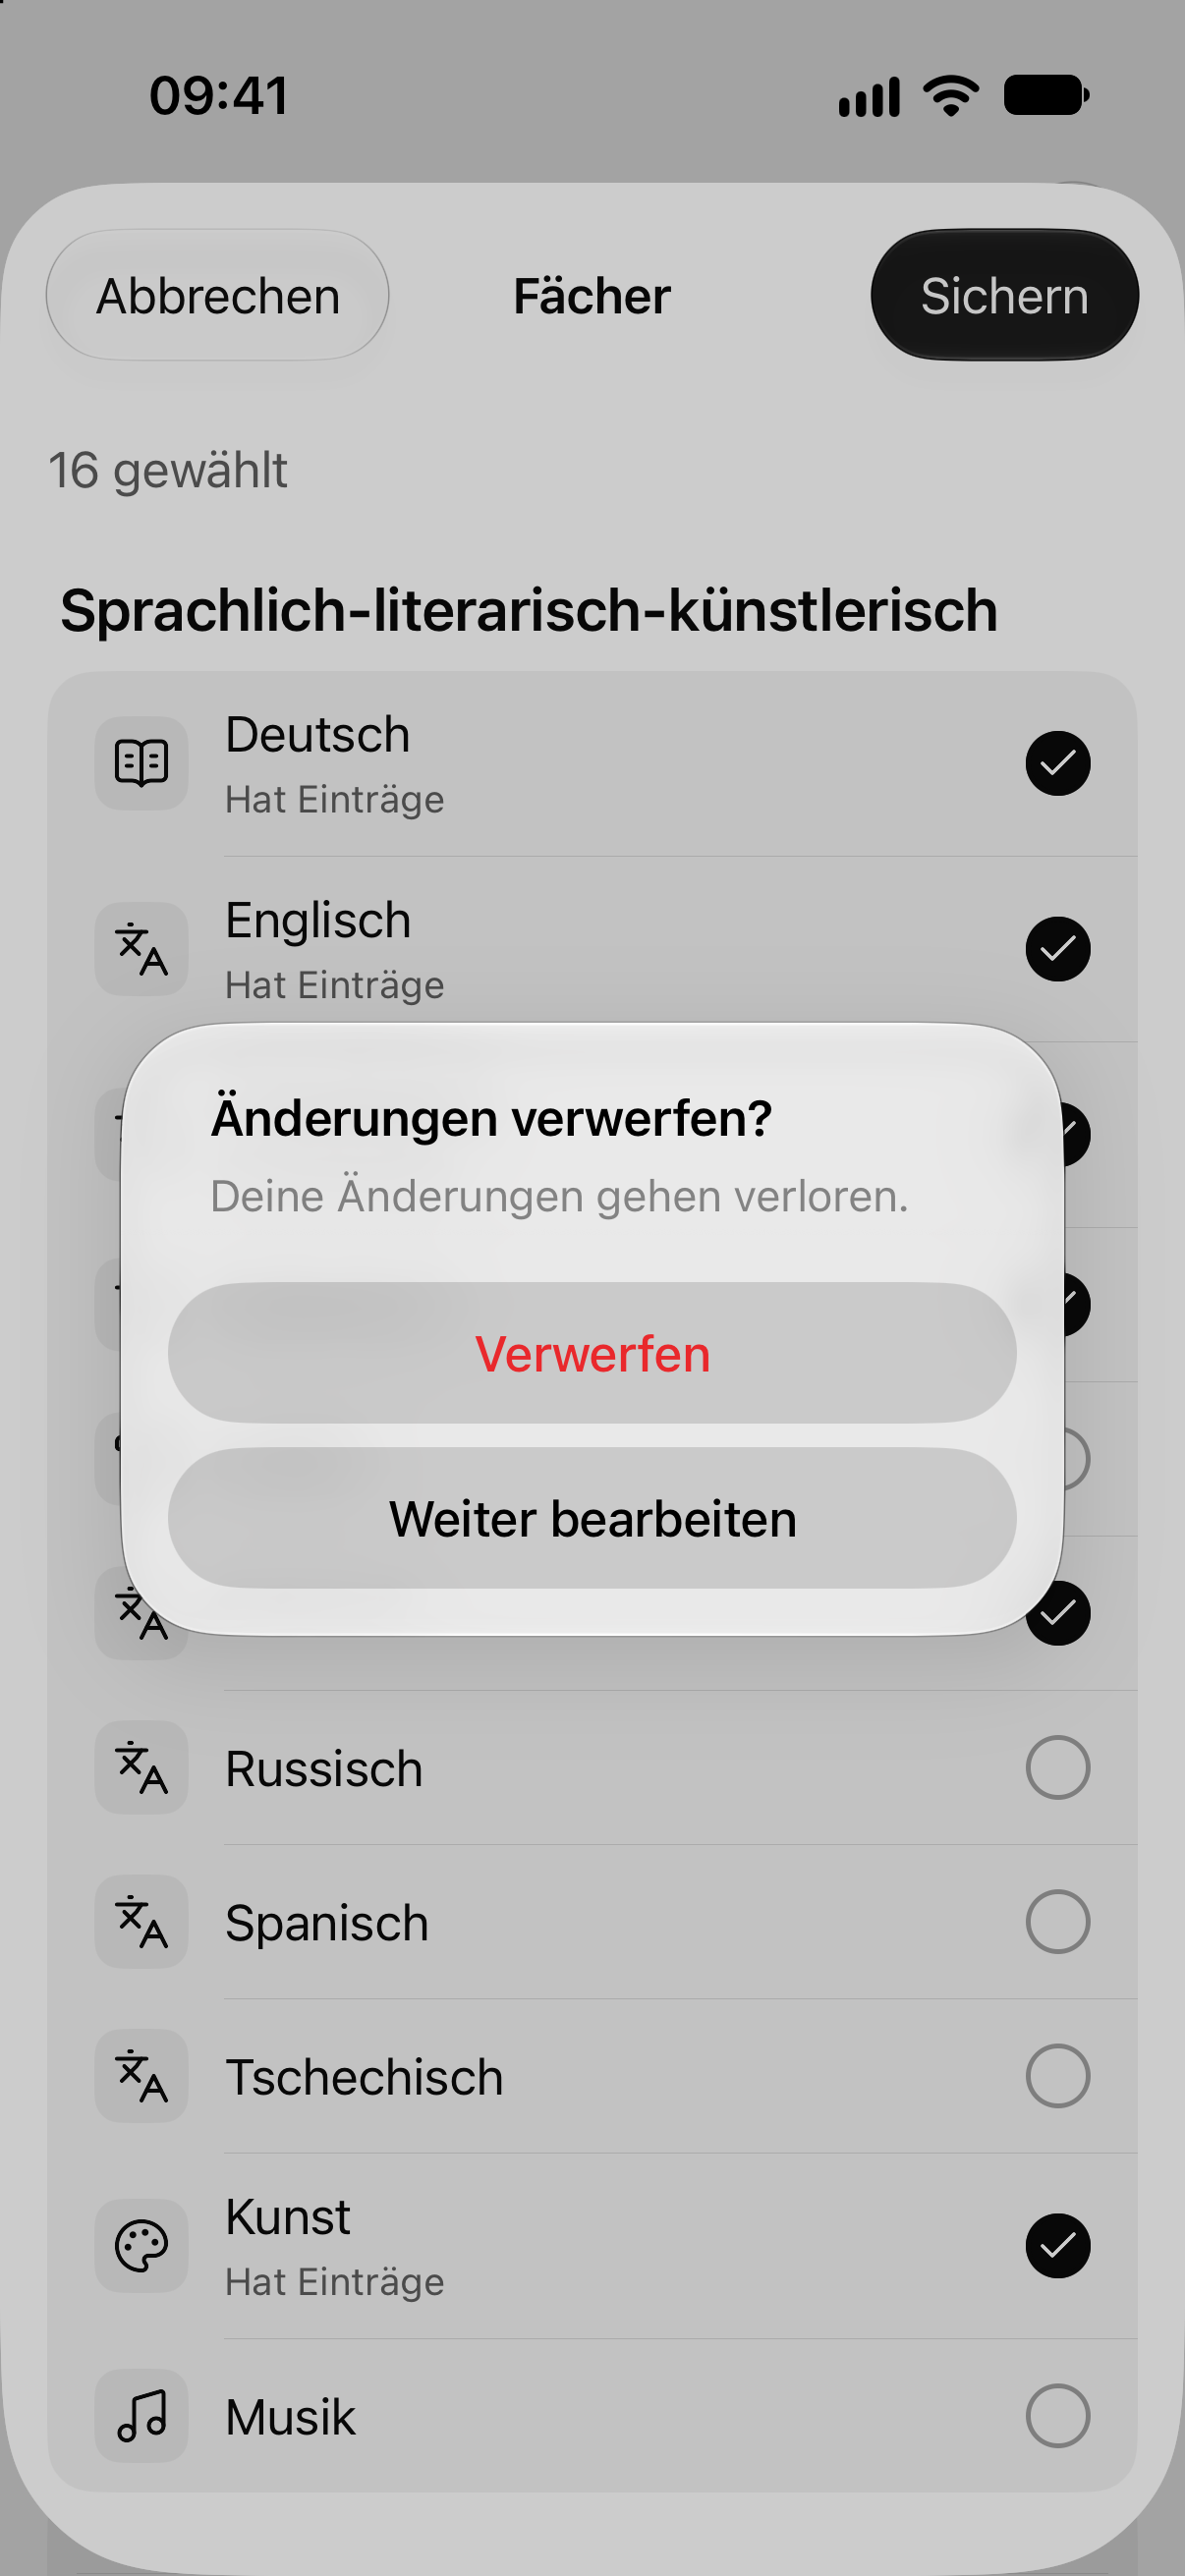 09:41
Abbrechen
Fächer
Sichern
16 gewählt
Sprachlich-literarisch-künstlerisch
Deutsch
Hat Einträge
Englisch
Hat Einträge
Änderungen verwerfen?
Deine Änderungen gehen verloren.
Verwerfen
Weiter bearbeiten
Russisch
Spanisch
Tschechisch
Kunst
Hat Einträge
Musik